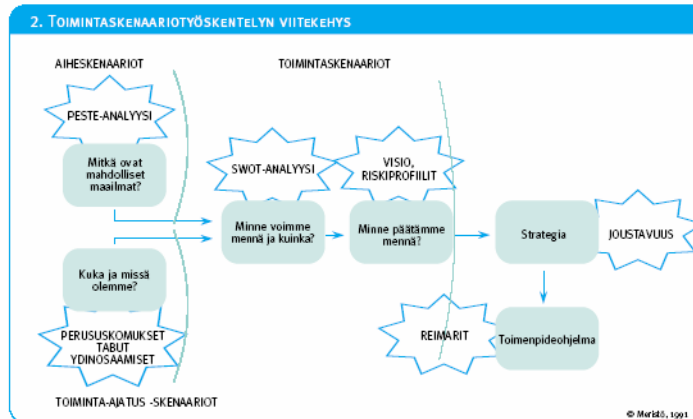 2. TOIMINTASKENAARIOTYÖSKENTELYN VIITEKEHYS
AIHESKENAARIOT
TOIMINTASKENAARIOT
PESTE-ANALYYSI
Mitkä ovat
mahdolliset
maailmat?
SWOT-ANALYYSI
VISIO,
RISKIPROFIILIT
Minne voimme
mennä ja kuinka?
Minne päätämme
mennä?
Strategia
JOUSTAVUUS
Kuka ja missä
olemme?
PERUSUSKOMUKSET
TABUT
YDINOSAAMISET
REIMARIT
Toimenpideohjelma
TOIMINTA-AJATUS -SKENAARIOT
© Meristö, 1991